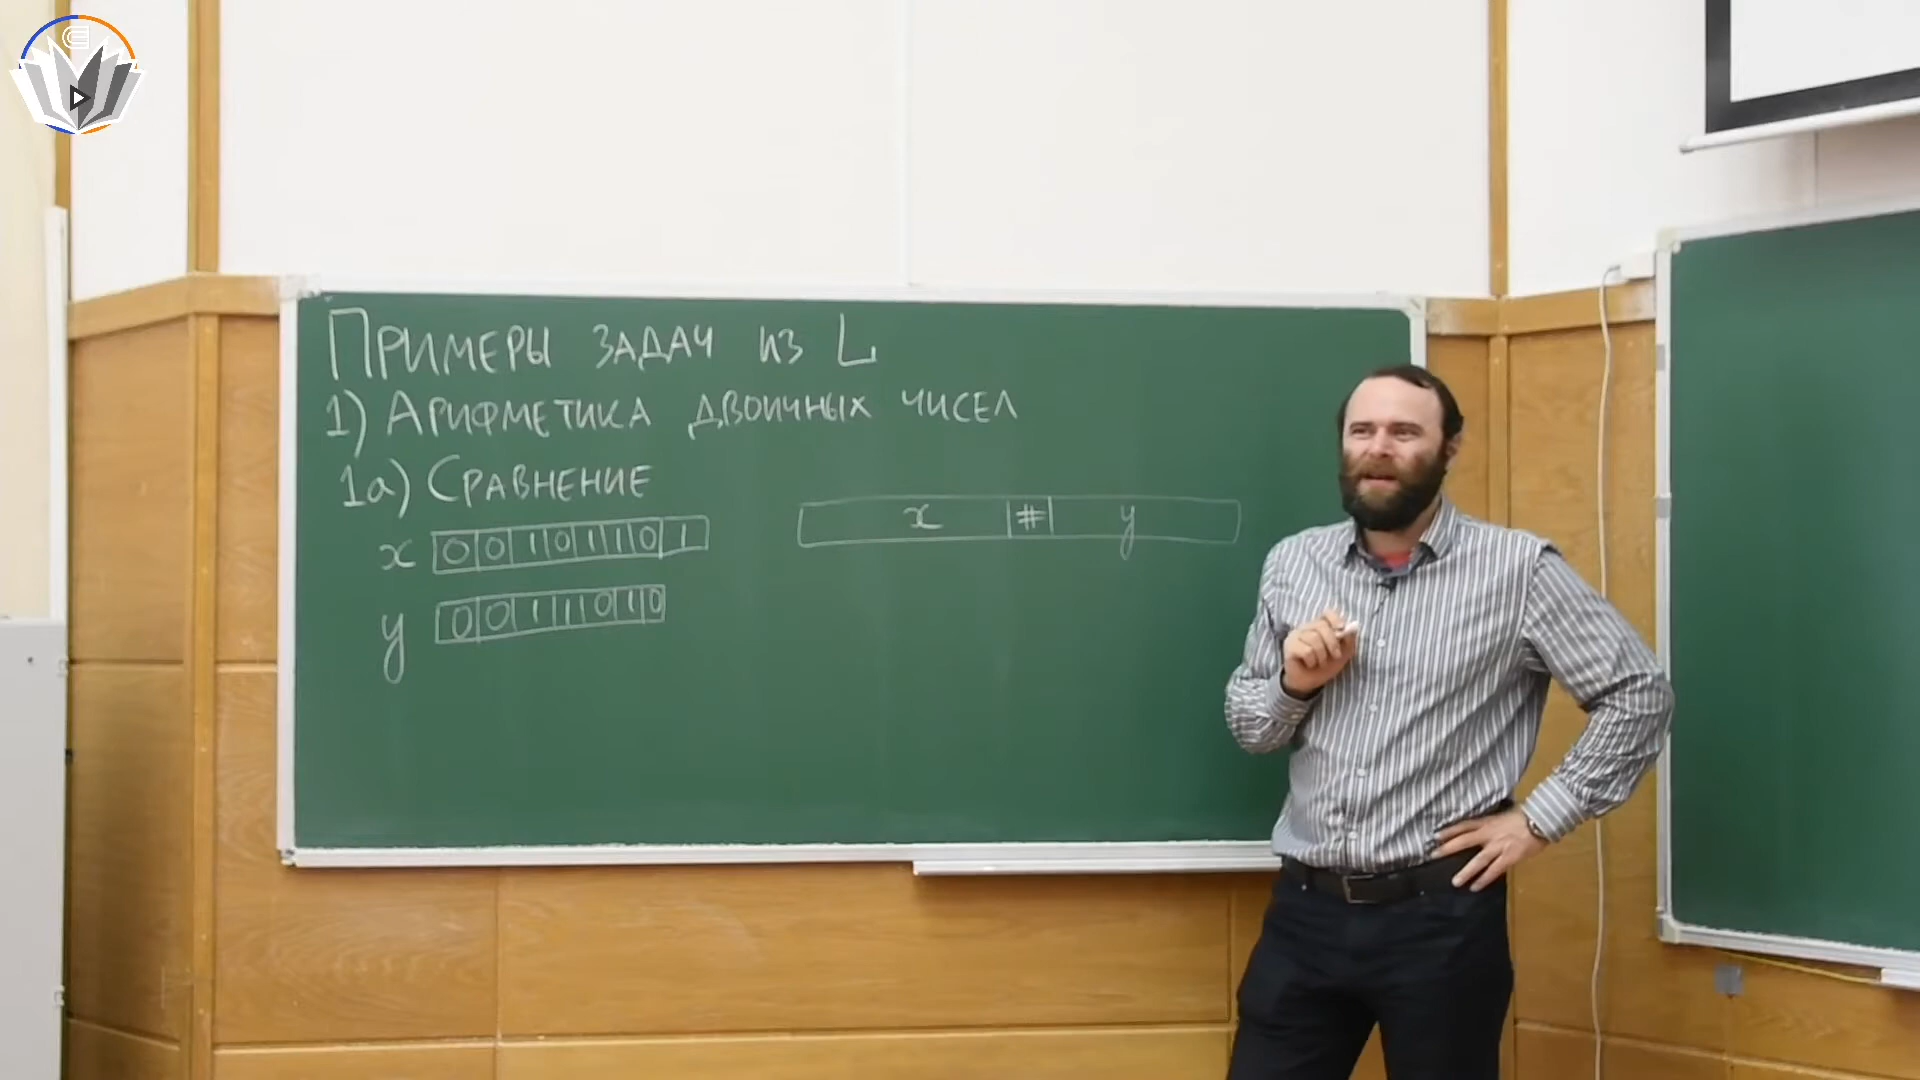 Примеры задач из L
1) Арифметика двоичных чисел
1а) Сравнение
x 0 0 1 0 1 1 0 1
x # y
y 0 0 1 1 0 1 0